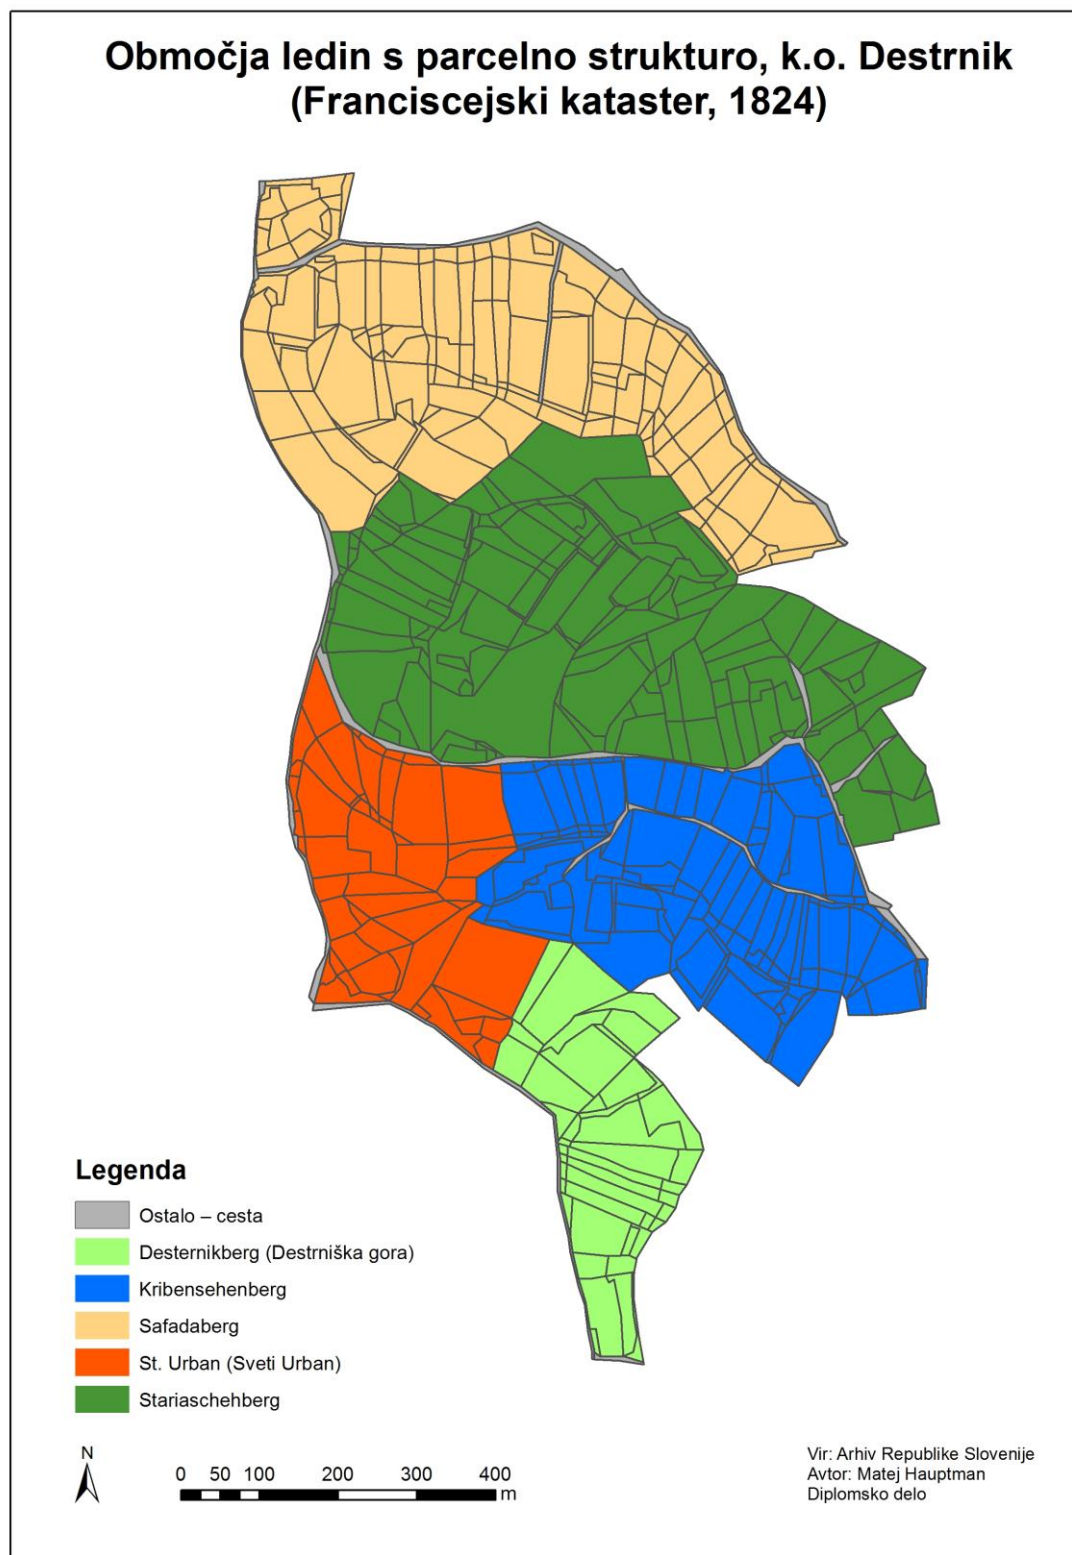 Območja ledin s parcelno strukturo, k.o. Destrnik
(Franciscejski kataster, 1824)
Legenda
Ostalo – cesta
Desternikberg (Destrniška gora)
Kribensehenberg
Safadaberg
St. Urban (Sveti Urban)
Stariaschehberg
N
0 50 100 200 300 400
m
Vir: Arhiv Republike Slovenije
Avtor: Matej Hauptman
Diplomsko delo